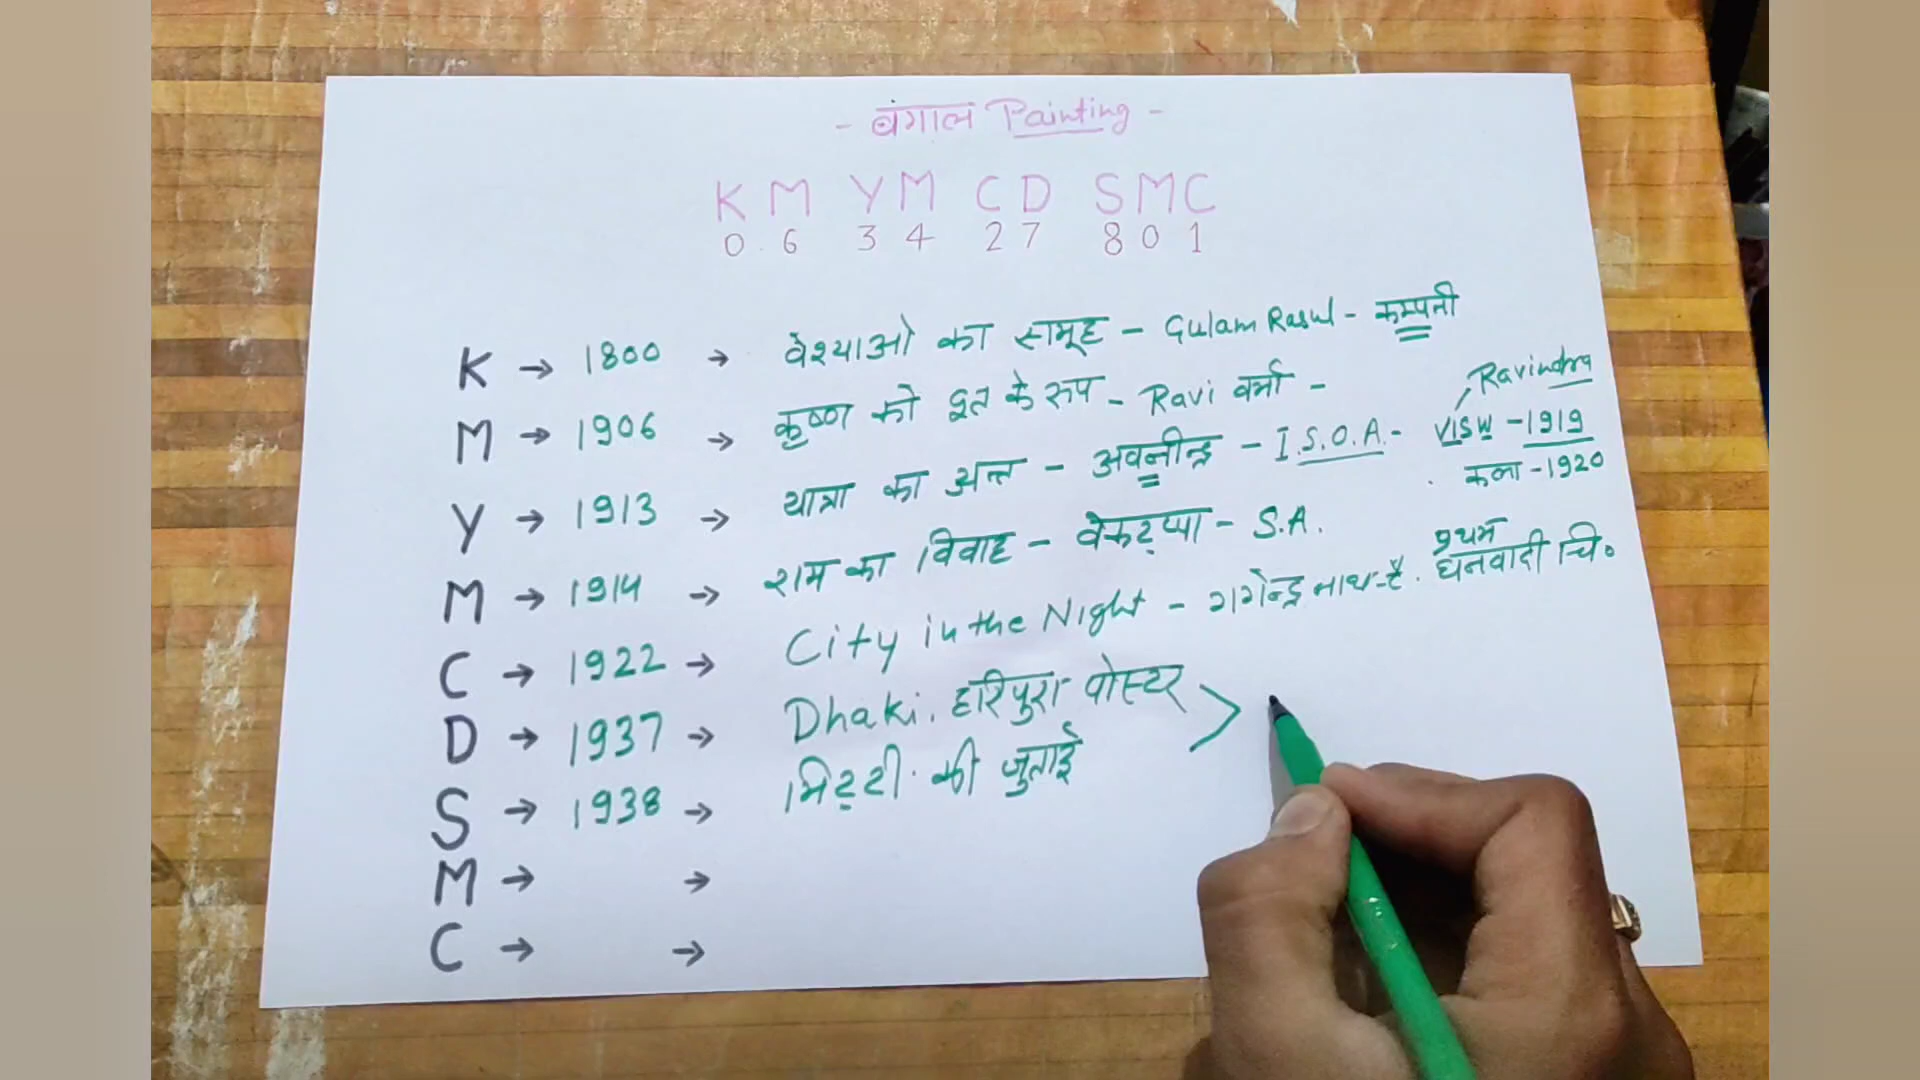 - बंगाल Painting -
K M Y M C D S M C
0 . 6 3 4 2 7 8 0 1
K → 1800 → वेश्याओ का सामूह - Gulam Rasul - कम्पनी
M → 1906 → कृष्ण को दूत के रूप - Ravi वर्मा -
Ravindra
Y → 1913 → यात्रा का अन्त - अवनीन्द्र - I.S.O.A. - VISW - 1919
कला - 1920
M → 1914 → राम का विवाह - वेंकटप्पा - S.A.
C → 1922 → City in the Night - गगेन्द्र नाथ - है. प्रथम घनवादी चि०
D → 1937 → Dhaki. हरिपुरा पोस्टर
S → 1938 → मिट्टी की जुताई
M → →
C → →